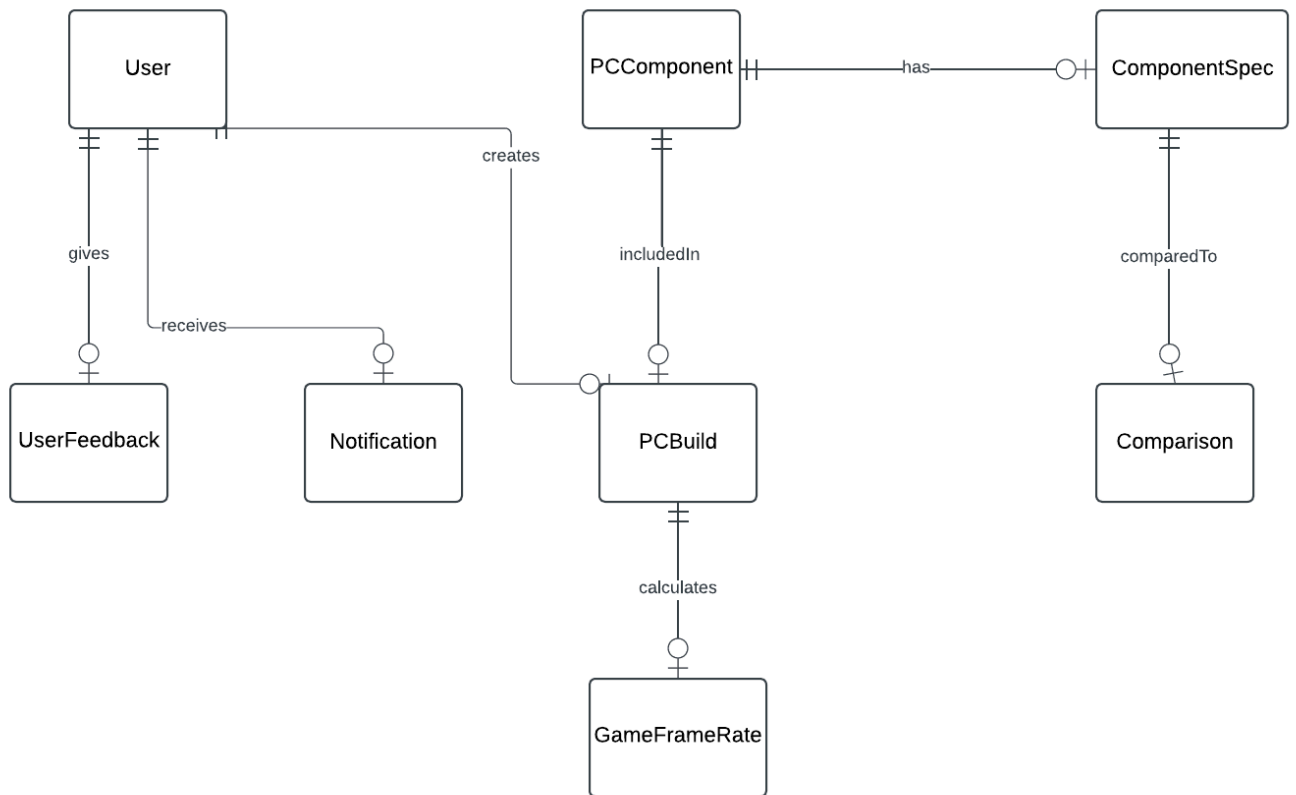 User
PCComponent
has
ComponentSpec
creates
gives
includedIn
comparedTo
receives
UserFeedback
Notification
PCBuild
Comparison
calculates
GameFrameRate